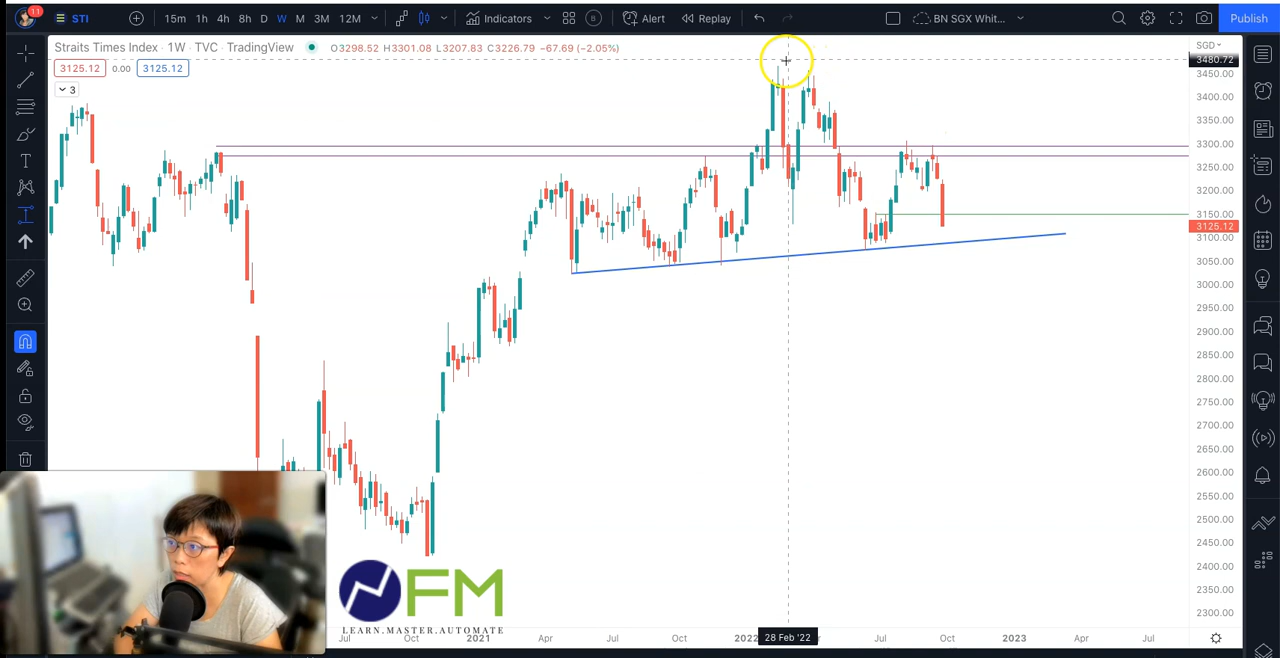 11
STI
15m 1h 4h 8h D W M 3M 12M
Indicators
B
Alert
Replay
BN SGX Whit...
Publish
Straits Times Index · 1W · TVC · TradingView
O3298.52 H3301.08 L3207.83 C3226.79 −67.69 (−2.05%)
SGD
3125.12 0.00 3125.12
3
3480.72
3450.00
3400.00
3350.00
3300.00
3250.00
3200.00
3150.00
3125.12
3100.00
3050.00
3000.00
2950.00
2900.00
2850.00
2800.00
2750.00
2700.00
2650.00
2600.00
2550.00
2500.00
2450.00
2400.00
2350.00
2300.00
NFM
LEARN.MASTER.AUTOMATE
Jul Oct 2021 Apr Jul Oct 2022 28 Feb '22 Jul Oct 2023 Apr Jul